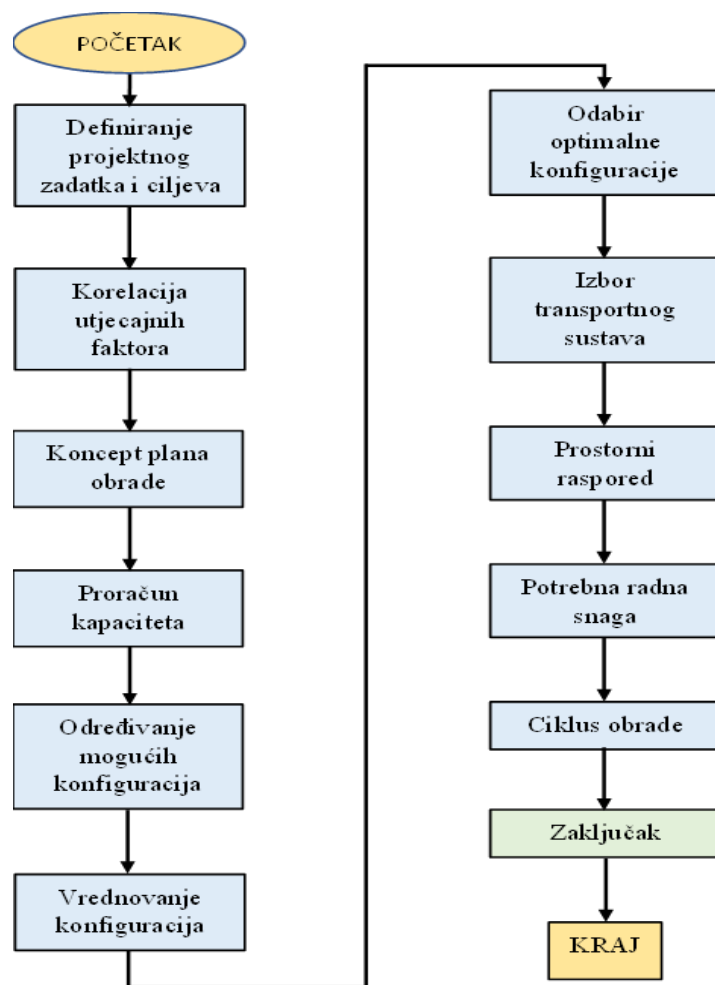 POČETAK
Definiranje
projektnog
zadatka i ciljeva
Korelacija
utjecajnih
faktora
Koncept plana
obrade
Proračun
kapaciteta
Određivanje
mogućih
konfiguracija
Vrednovanje
konfiguracija
Odabir
optimalne
konfiguracije
Izbor
transportnog
sustava
Prostorni
raspored
Potrebna radna
snaga
Ciklus obrade
Zaključak
KRAJ